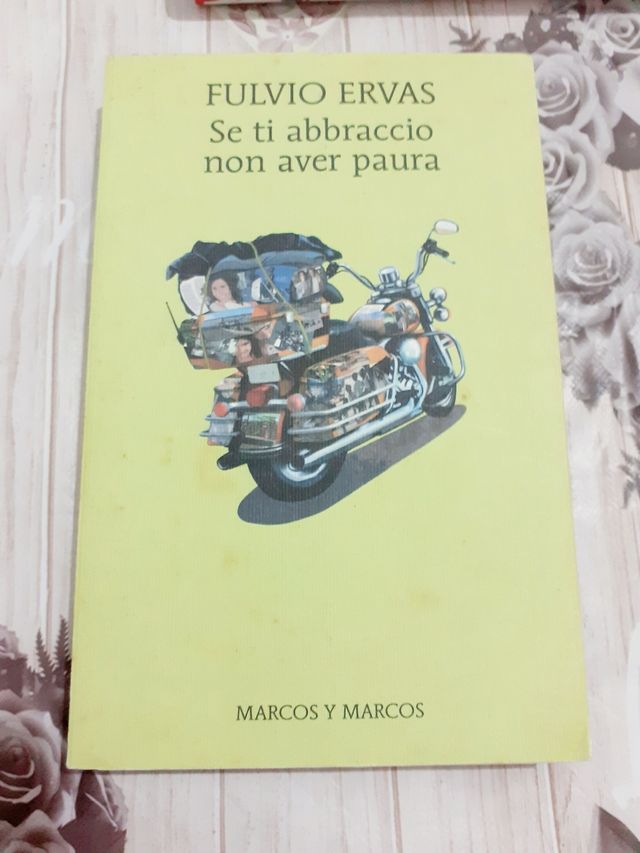 FULVIO ERVAS
Se ti abbraccio
non aver paura
MARCOS Y MARCOS